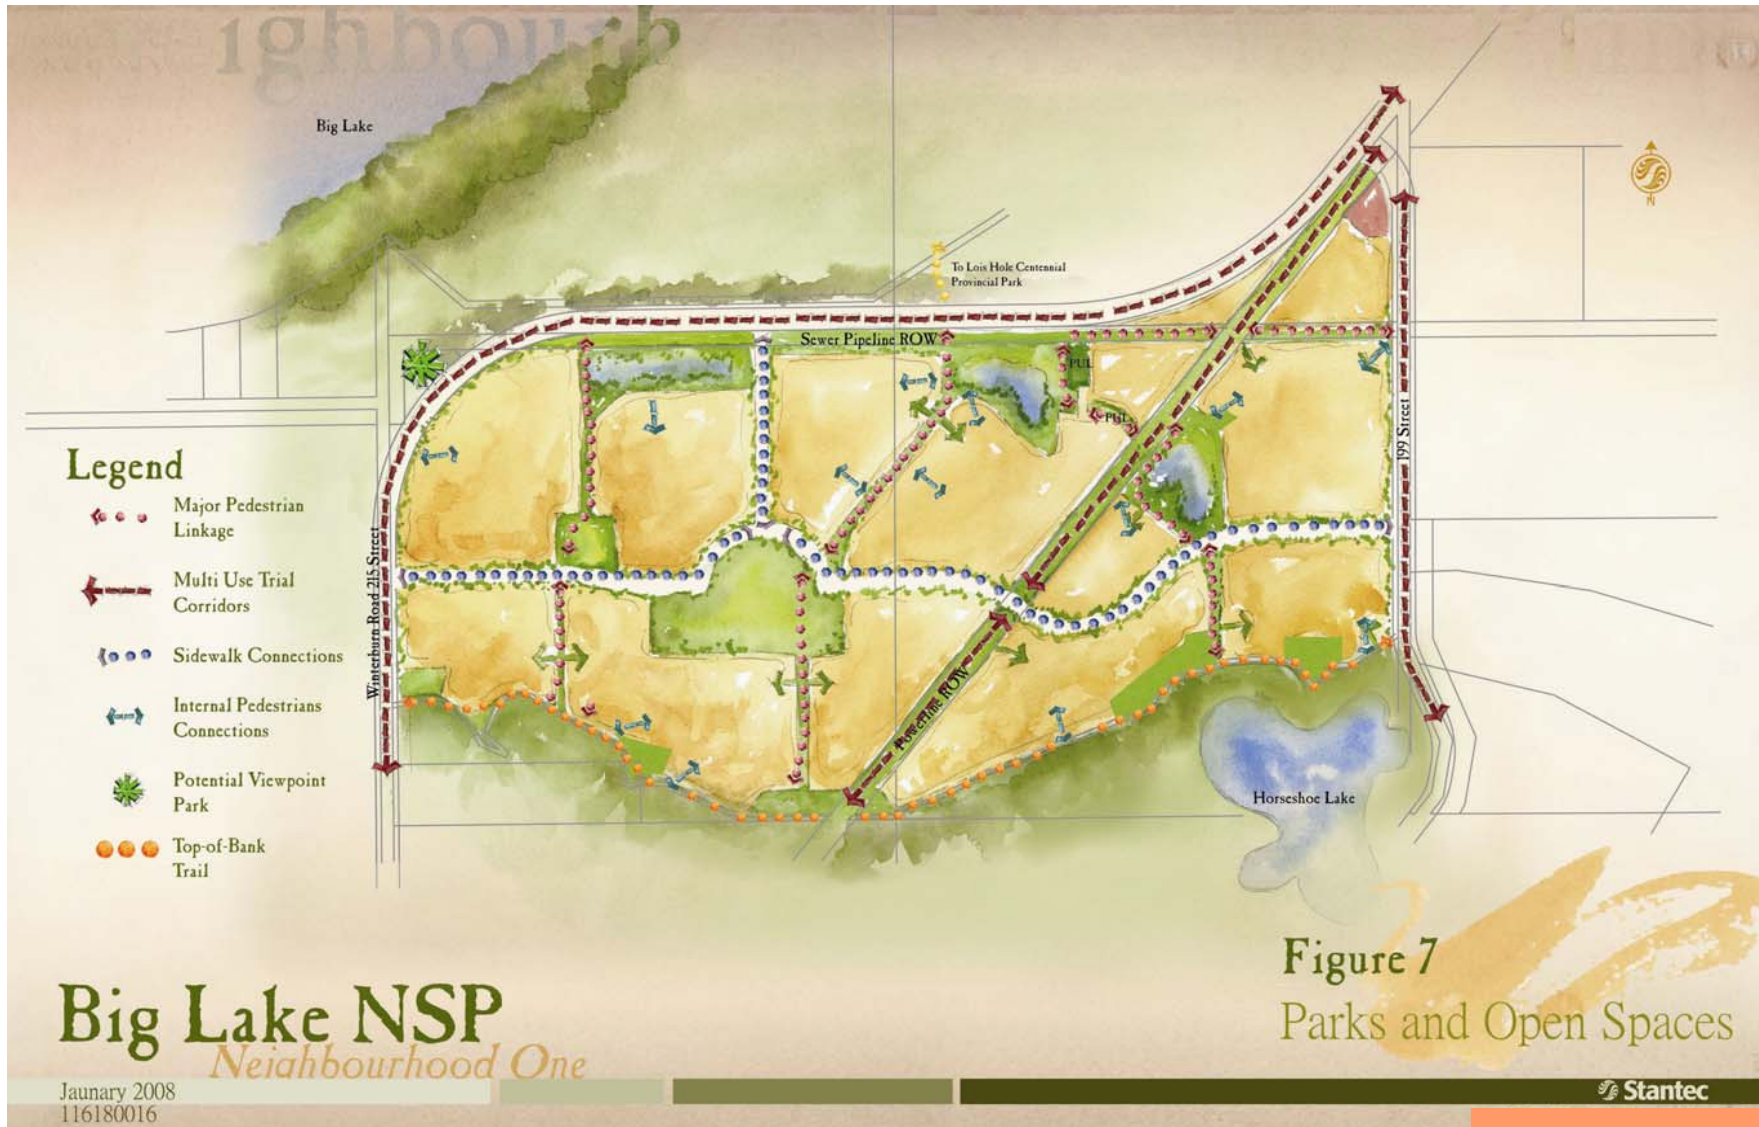 ighbourh
Big Lake
To Lois Hole Centennial
Provincial Park
Sewer Pipeline ROW
PUL
PUL
199 Street
Winterburn Road 215 Street
Powerline ROW
Horseshoe Lake
N
Legend
Major Pedestrian
Linkage
Multi Use Trial
Corridors
Sidewalk Connections
Internal Pedestrians
Connections
Potential Viewpoint
Park
Top-of-Bank
Trail
Figure 7
Parks and Open Spaces
Big Lake NSP
Neighbourhood One
Jaunary 2008
116180016
Stantec